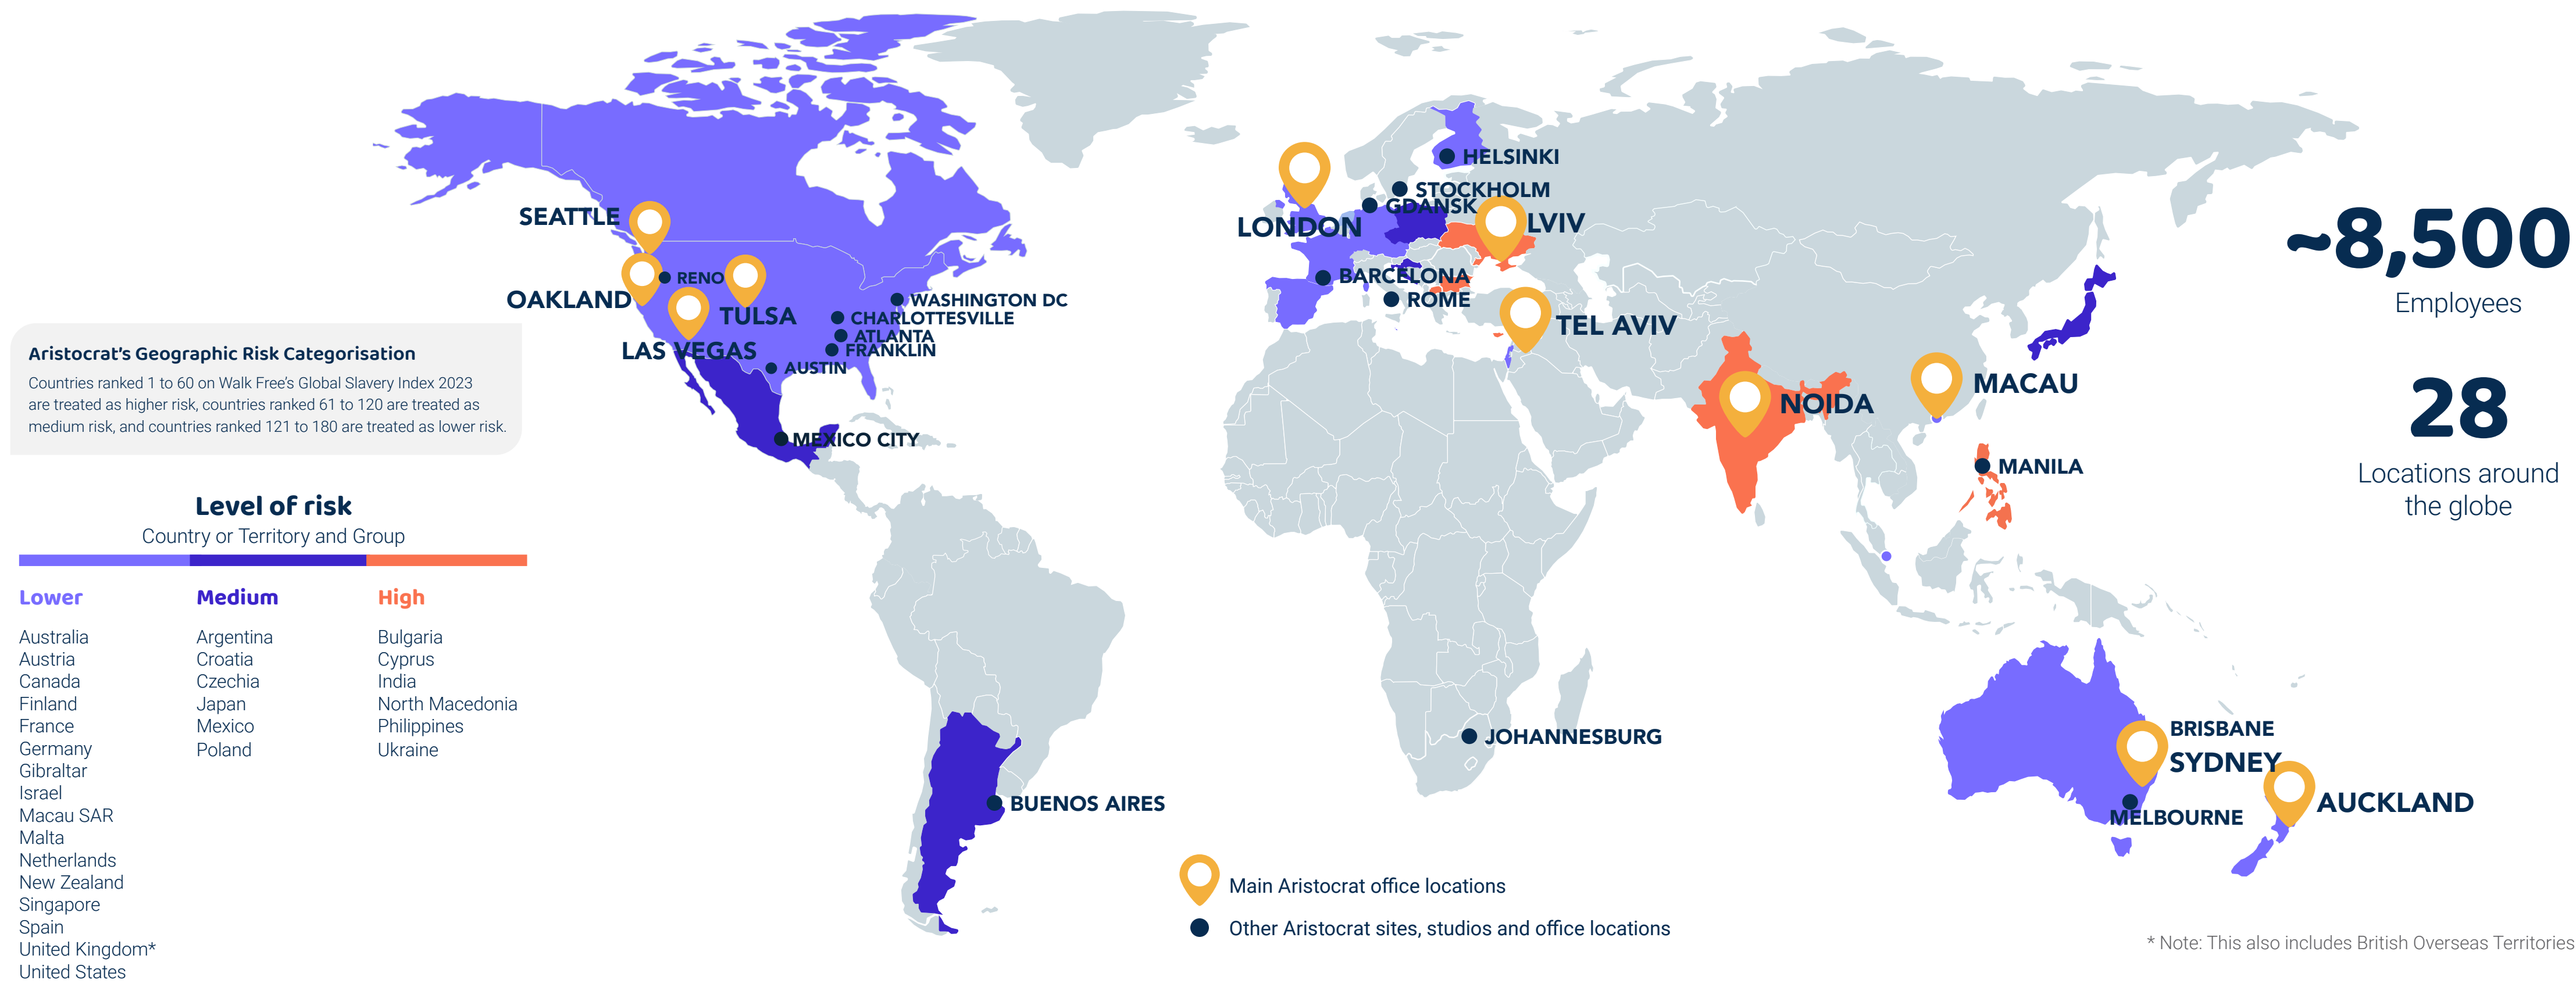 SEATTLE
OAKLAND
RENO
TULSA
LAS VEGAS
WASHINGTON DC
CHARLOTTESVILLE
ATLANTA
FRANKLIN
AUSTIN
MEXICO CITY
BUENOS AIRES
HELSINKI
STOCKHOLM
GDANSK
LONDON
LVIV
BARCELONA
ROME
TEL AVIV
NOIDA
MACAU
MANILA
JOHANNESBURG
BRISBANE
SYDNEY
MELBOURNE
AUCKLAND
~8,500
Employees
28
Locations around
the globe
Aristocrat's Geographic Risk Categorisation
Countries ranked 1 to 60 on Walk Free's Global Slavery Index 2023
are treated as higher risk, countries ranked 61 to 120 are treated as
medium risk, and countries ranked 121 to 180 are treated as lower risk.
Level of risk
Country or Territory and Group
Lower
Australia
Austria
Canada
Finland
France
Germany
Gibraltar
Israel
Macau SAR
Malta
Netherlands
New Zealand
Singapore
Spain
United Kingdom*
United States
Medium
Argentina
Croatia
Czechia
Japan
Mexico
Poland
High
Bulgaria
Cyprus
India
North Macedonia
Philippines
Ukraine
Main Aristocrat office locations
Other Aristocrat sites, studios and office locations
* Note: This also includes British Overseas Territories